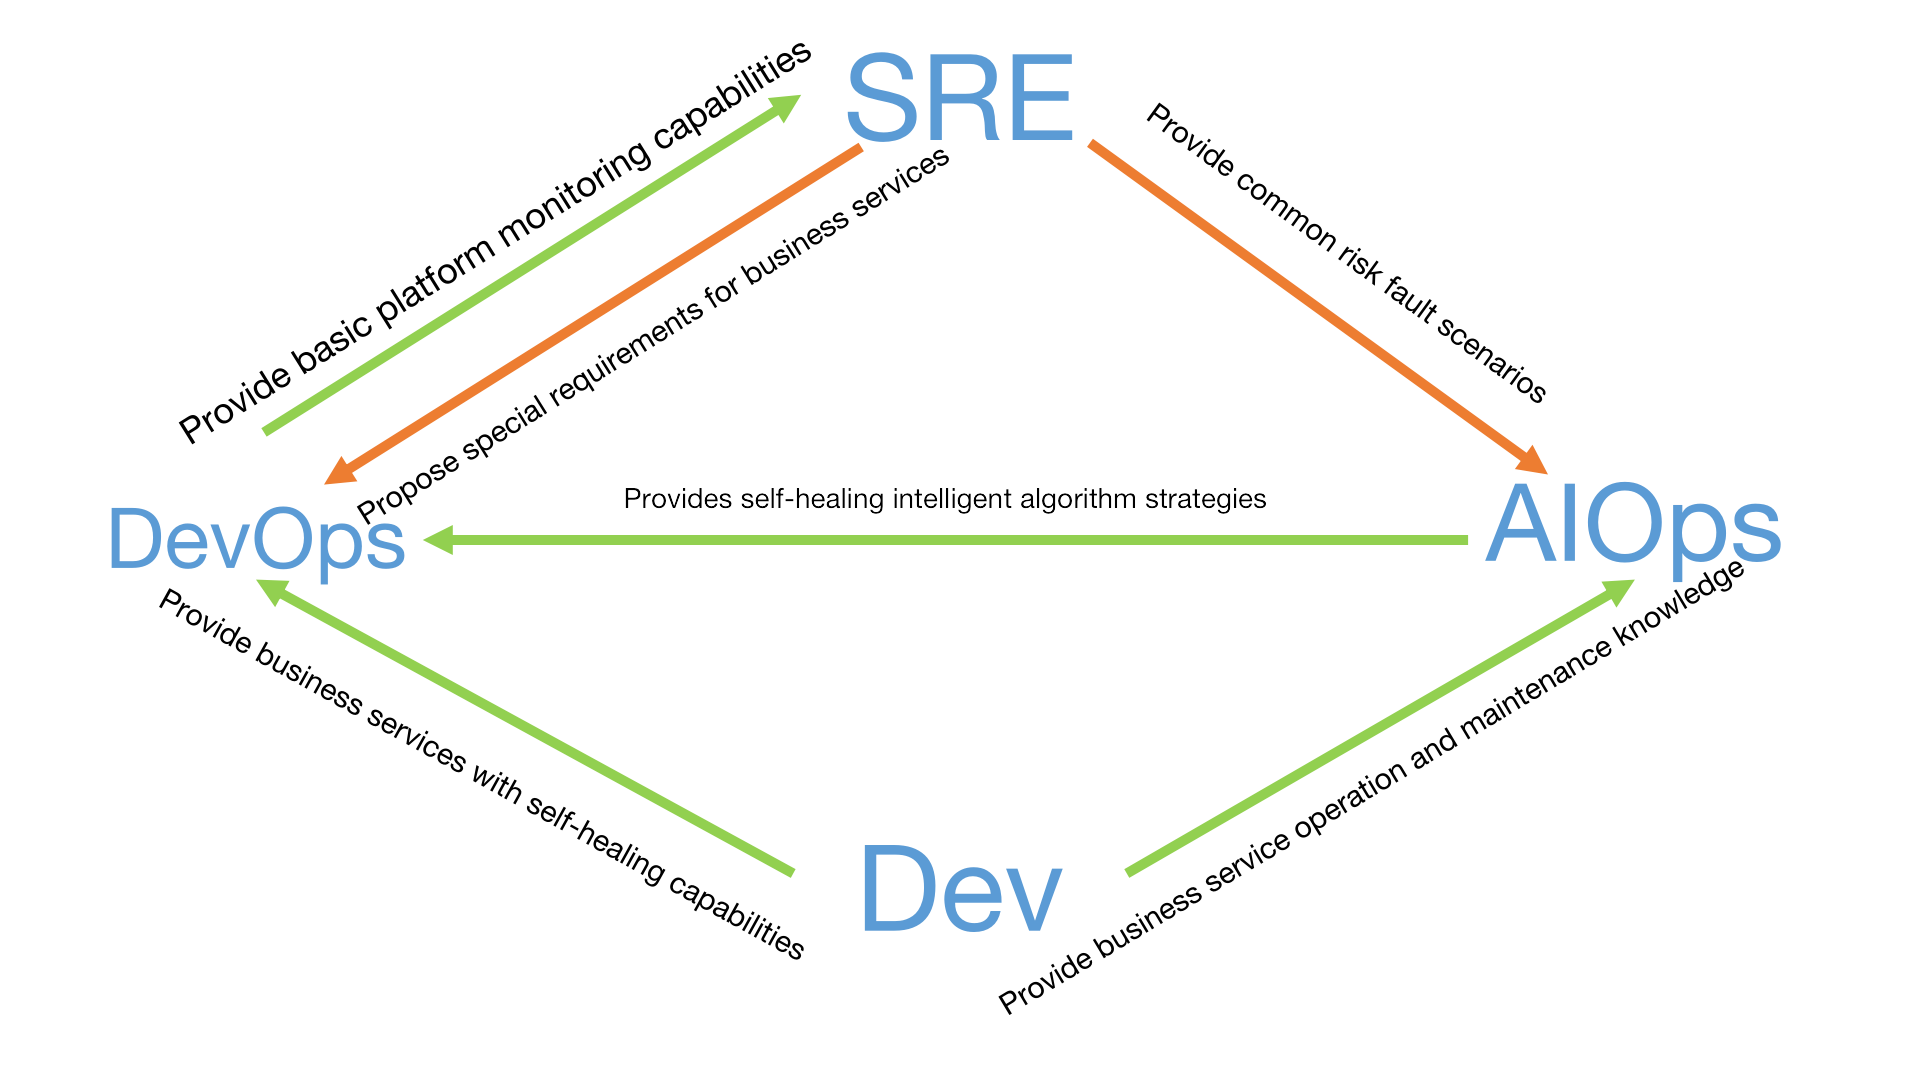 SRE
Provide basic platform monitoring capabilities
Propose special requirements for business services
Provide common risk fault scenarios
Provides self-healing intelligent algorithm strategies
DevOps
AIOps
Provide business services with self-healing capabilities
Provide business service operation and maintenance knowledge
Dev